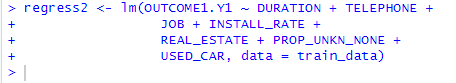 > regress2 <- lm(OUTCOME1.Y1 ~ DURATION + TELEPHONE +
+ JOB + INSTALL_RATE +
+ REAL_ESTATE + PROP_UNKN_NONE +
+ USED_CAR, data = train_data)
>